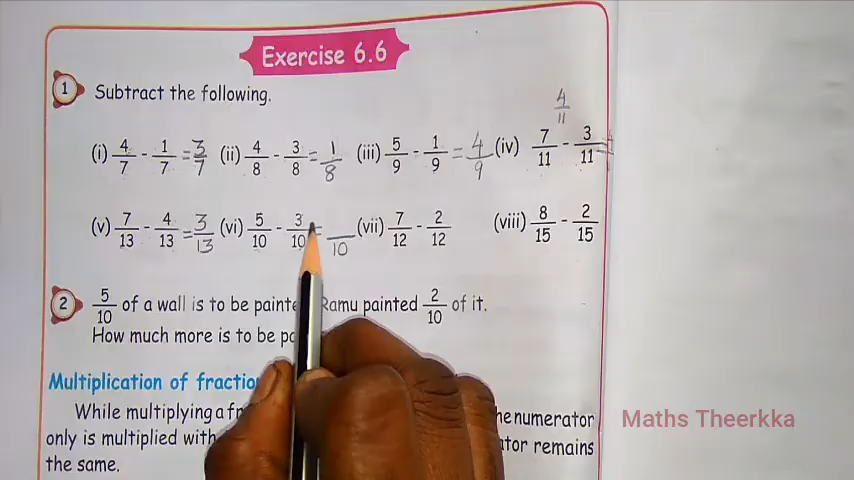 Exercise 6.6
1 Subtract the following.
4/11
(i) 4/7 - 1/7 = 3/7 (ii) 4/8 - 3/8 = 1/8 (iii) 5/9 - 1/9 = 4/9 (iv) 7/11 - 3/11 =
(v) 7/13 - 4/13 = 3/13 (vi) 5/10 - 3/10 = /10 (vii) 7/12 - 2/12 (viii) 8/15 - 2/15
2 5/10 of a wall is to be painte Ramu painted 2/10 of it.
How much more is to be pa
Multiplication of fractio
While multiplying a fr he numerator
only is multiplied with ator remains
the same.
Maths Theerkka